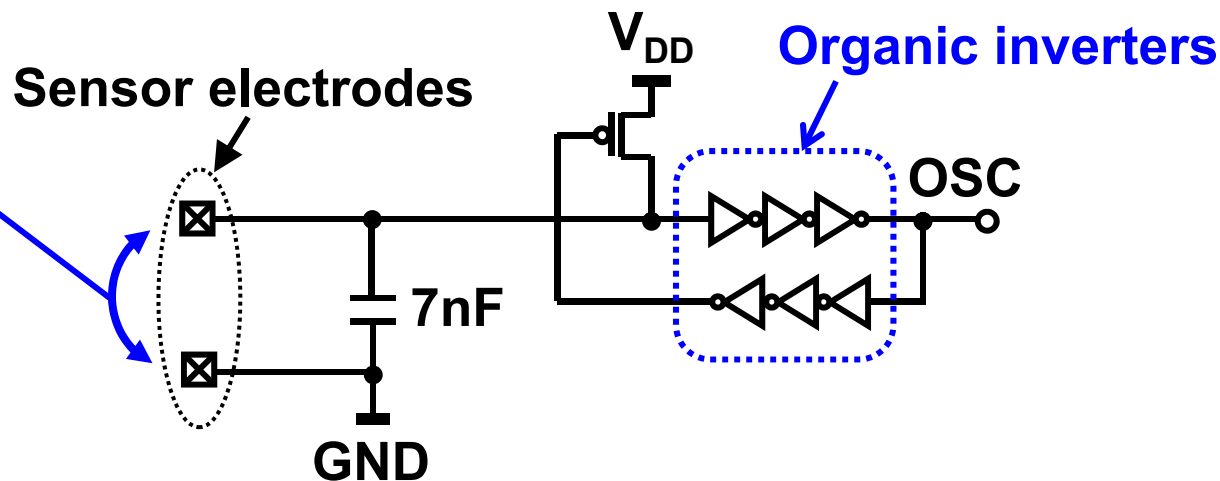 V_DD
Organic inverters
Sensor electrodes
OSC
7nF
GND